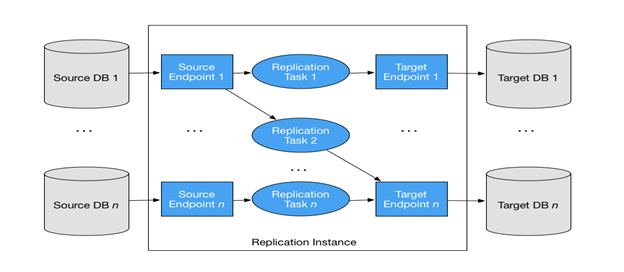 Source DB 1
Source
Endpoint 1
Replication
Task 1
Target
Endpoint 1
Target DB 1
...
...
Replication
Task 2
...
...
...
Source DB n
Source
Endpoint n
Replication
Task n
Target
Endpoint n
Target DB n
Replication Instance